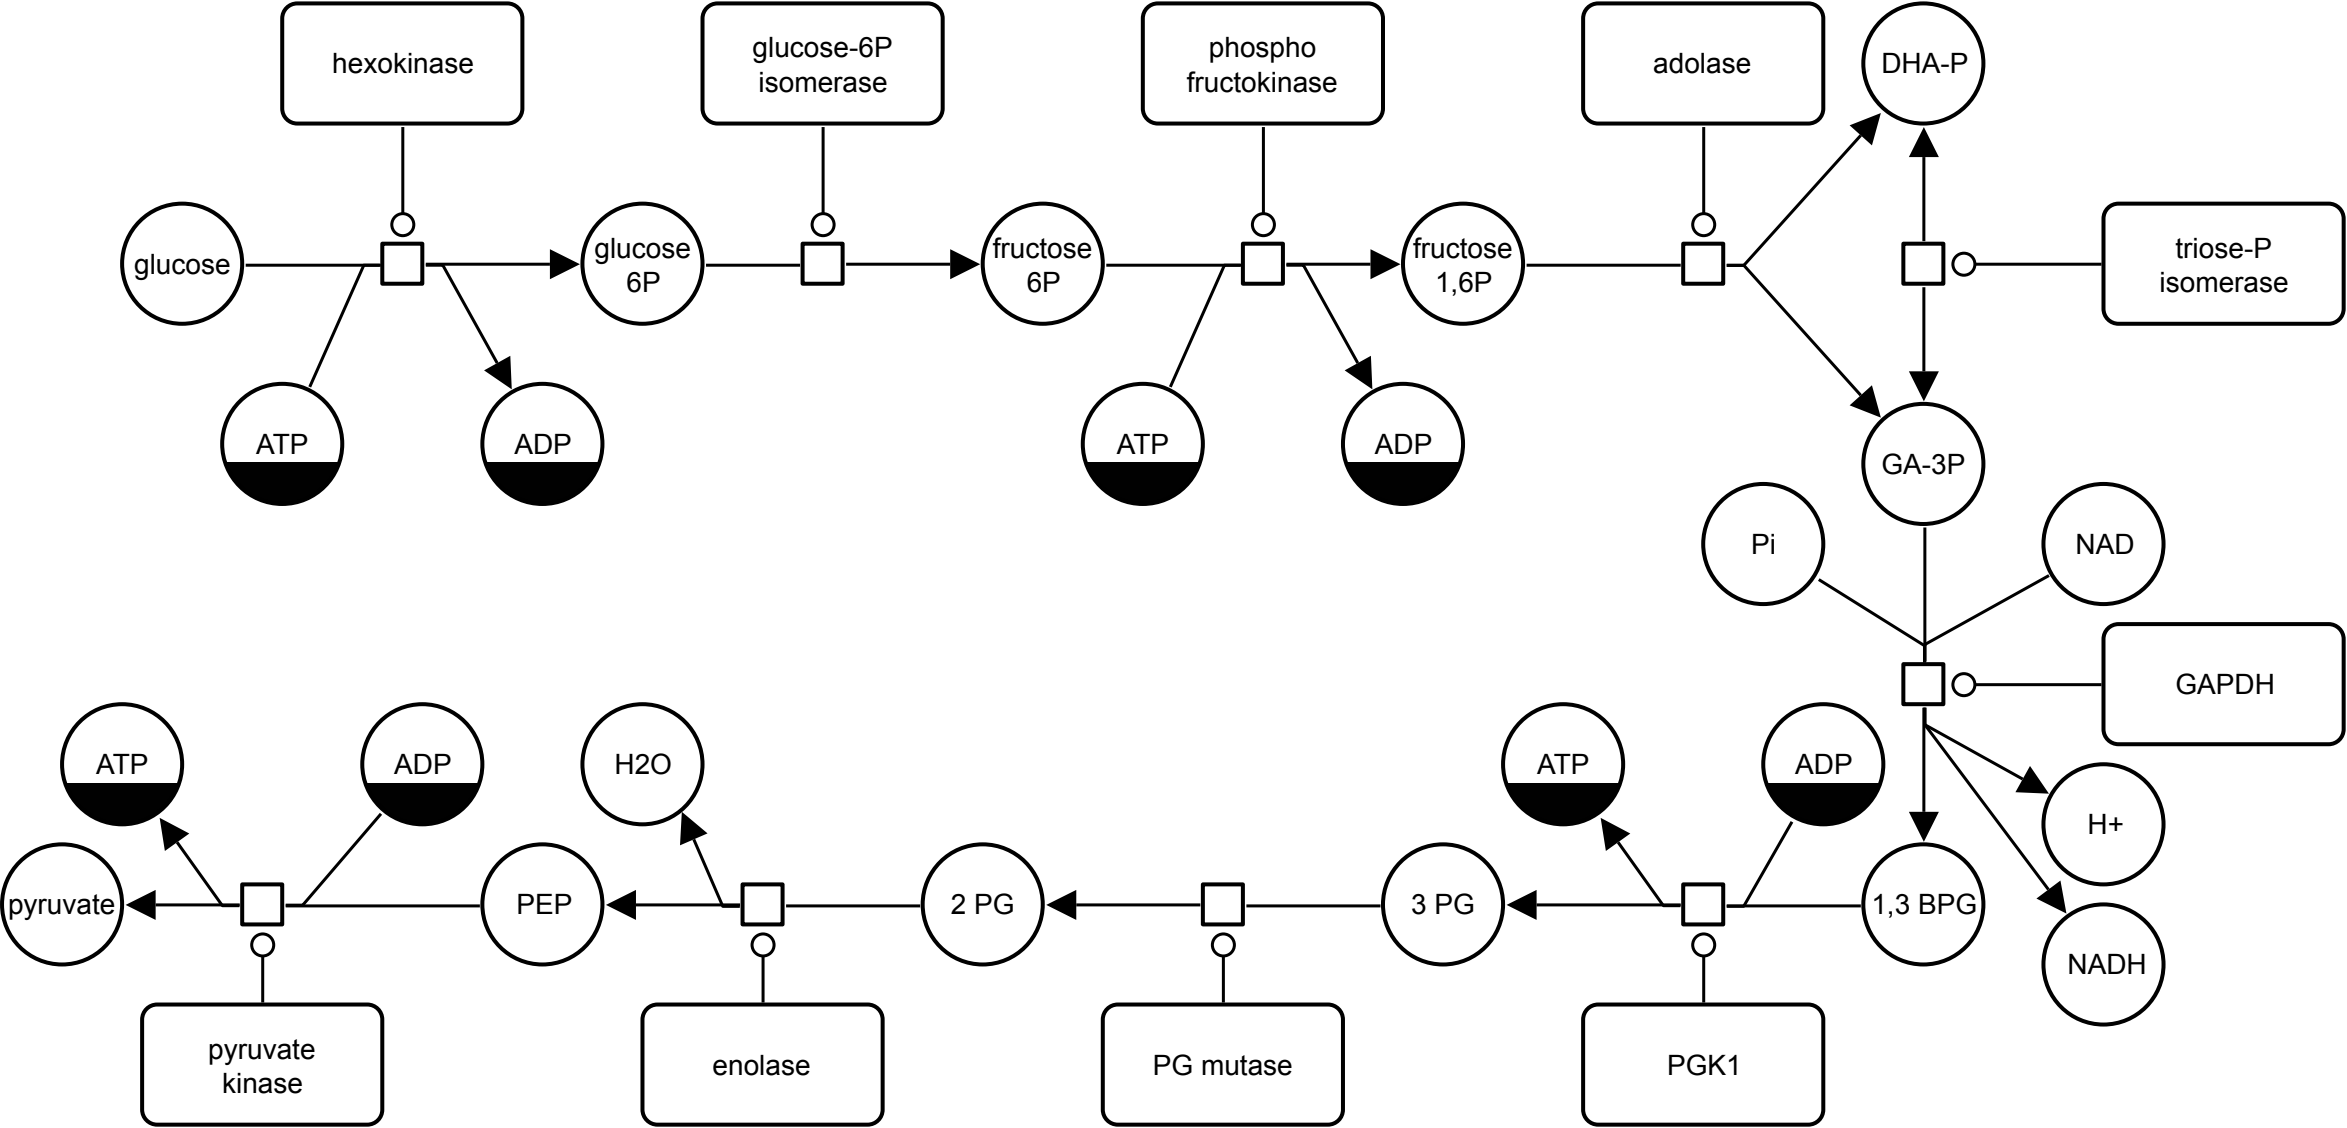 hexokinase
glucose-6P
isomerase
phospho
fructokinase
adolase
DHA-P
glucose
glucose
6P
fructose
6P
fructose
1,6P
triose-P
isomerase
ATP
ADP
ATP
ADP
GA-3P
Pi
NAD
GAPDH
ATP
ADP
H2O
ATP
ADP
H+
pyruvate
PEP
2 PG
3 PG
1,3 BPG
NADH
pyruvate
kinase
enolase
PG mutase
PGK1